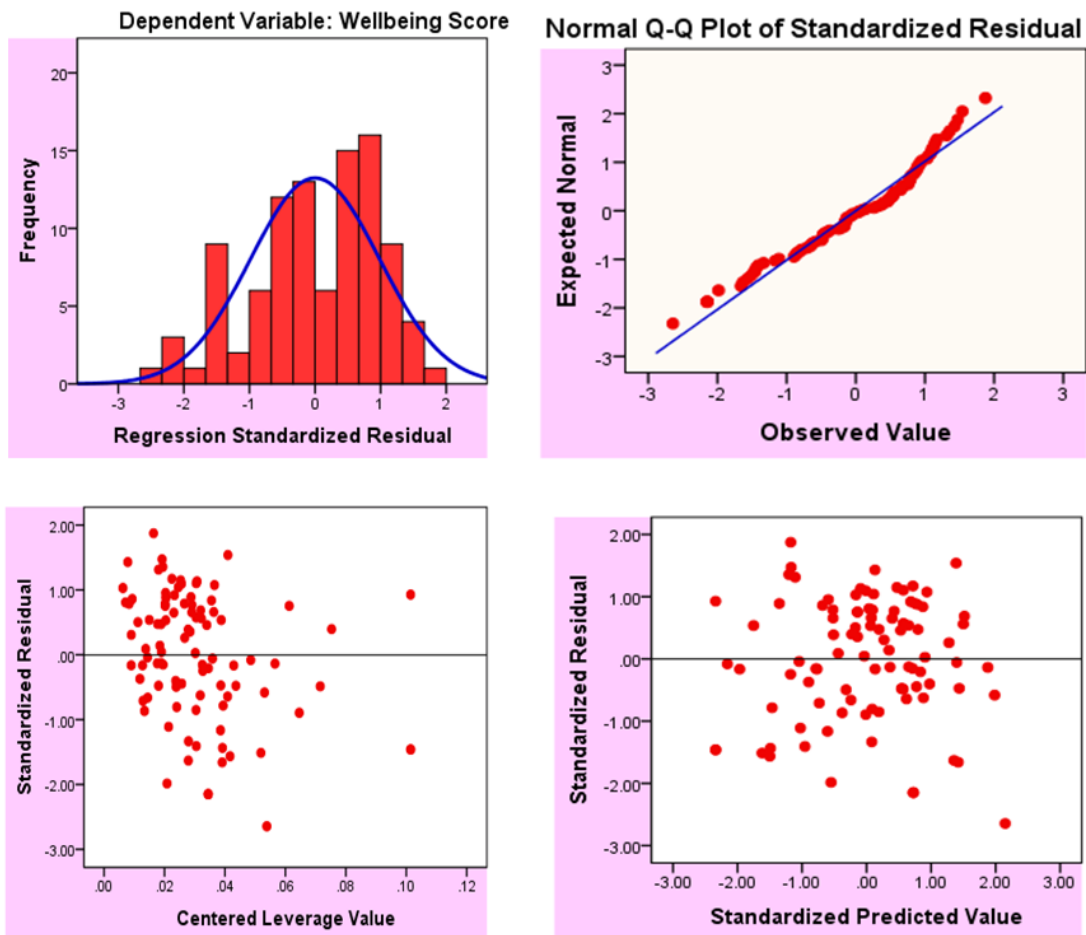 Dependent Variable: Wellbeing Score
20
15
10
5
0
Frequency
-3 -2 -1 0 1 2
Regression Standardized Residual
Normal Q-Q Plot of Standardized Residual
3
2
1
0
-1
-2
-3
Expected Normal
-3 -2 -1 0 1 2 3
Observed Value
2.00
1.00
.00
-1.00
-2.00
-3.00
Standardized Residual
.00 .02 .04 .06 .08 .10 .12
Centered Leverage Value
2.00
1.00
.00
-1.00
-2.00
-3.00
Standardized Residual
-3.00 -2.00 -1.00 .00 1.00 2.00 3.00
Standardized Predicted Value